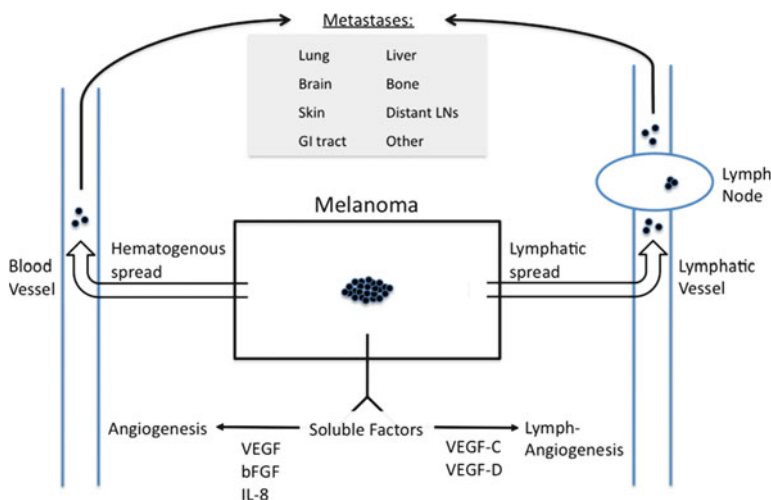 Metastases:
Lung Liver
Brain Bone
Skin Distant LNs
GI tract Other
Lymph
Node
Melanoma
Hematogenous
spread
Lymphatic
spread
Blood
Vessel
Lymphatic
Vessel
Angiogenesis
Soluble Factors
Lymph-
Angiogenesis
VEGF
bFGF
IL-8
VEGF-C
VEGF-D